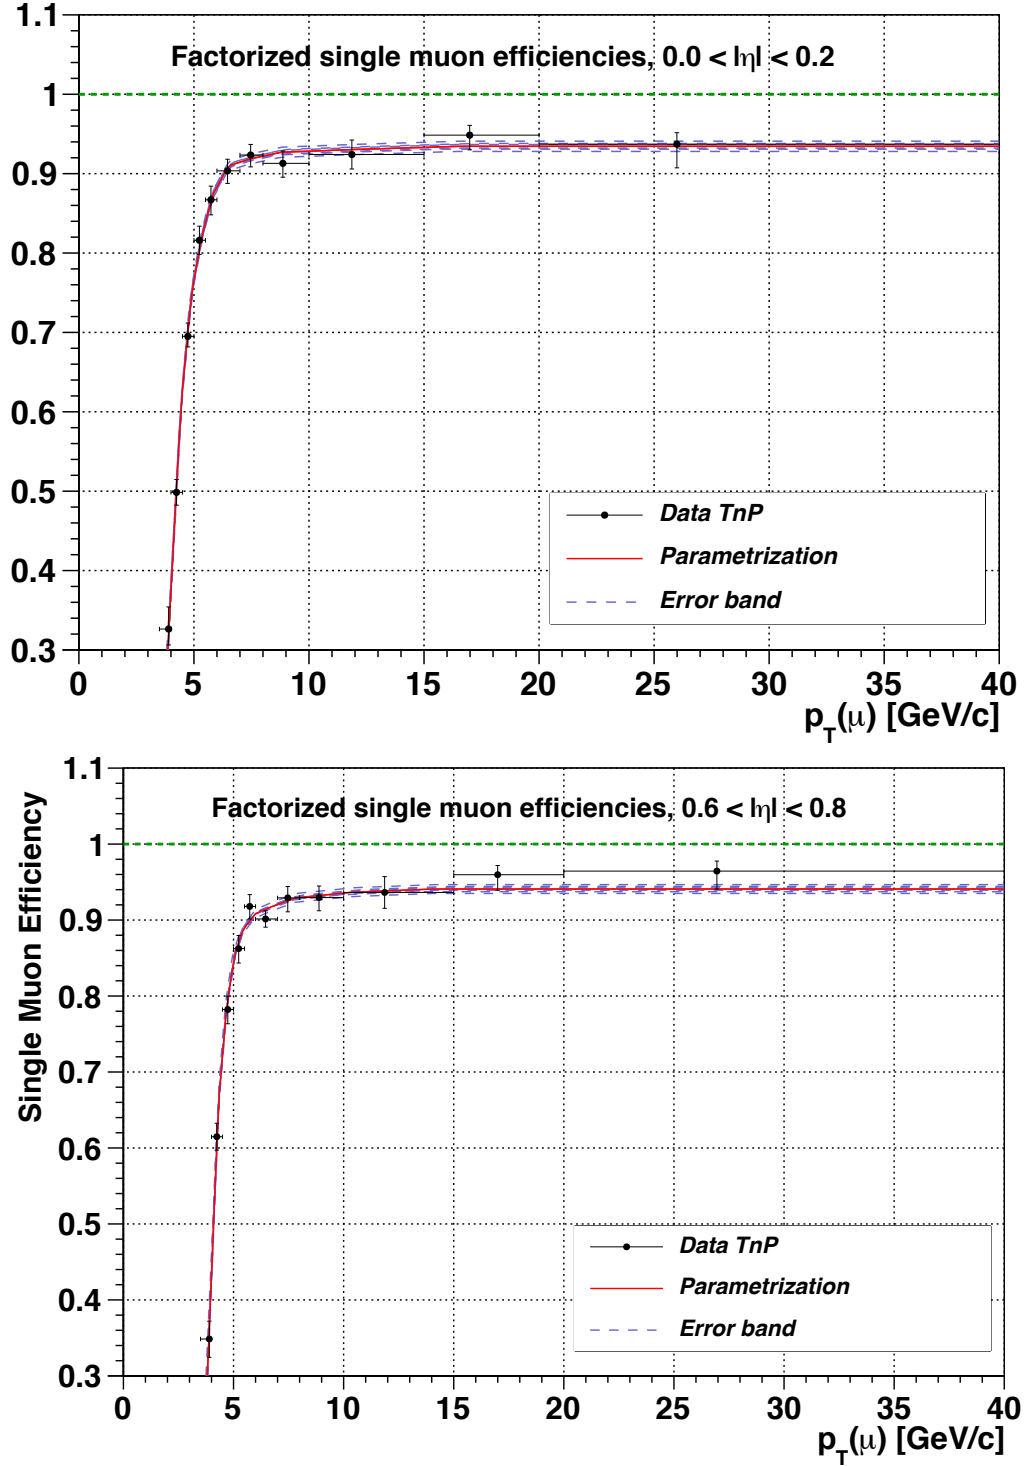 1.1
Factorized single muon efficiencies, 0.0 < |η| < 0.2
1
0.9
0.8
0.7
0.6
0.5
Data TnP
0.4
Parametrization
Error band
0.3
0 5 10 15 20 25 30 35 40
p_T(μ) [GeV/c]
1.1
Factorized single muon efficiencies, 0.6 < |η| < 0.8
1
0.9
0.8
0.7
0.6
0.5
0.4
0.3
Single Muon Efficiency
Data TnP
Parametrization
Error band
0 5 10 15 20 25 30 35 40
p_T(μ) [GeV/c]